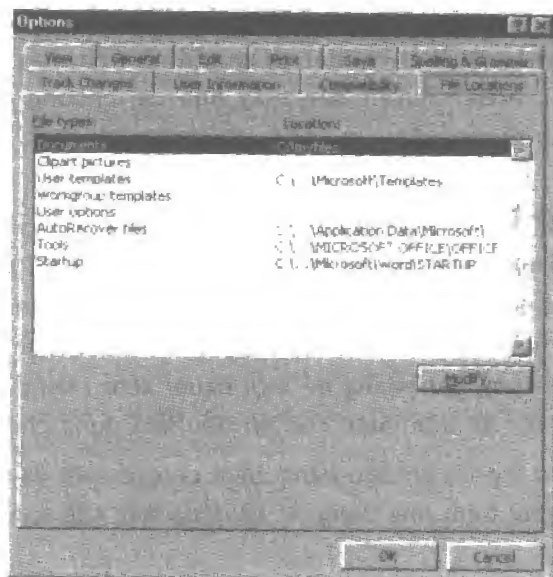 Options
View General Edit Print Save Spelling & Grammar
Track Changes User Information Compatibility File Locations
File types: Locations
Documents C:\myfiles
Clipart pictures
User templates C:\...\Microsoft\Templates
Workgroup templates
User options
AutoRecover files C:\...\Application Data\Microsoft\
Tools C:\...\MICROSOFT OFFICE\OFFICE
Startup C:\...\Microsoft\Word\STARTUP
Modify...
OK Cancel